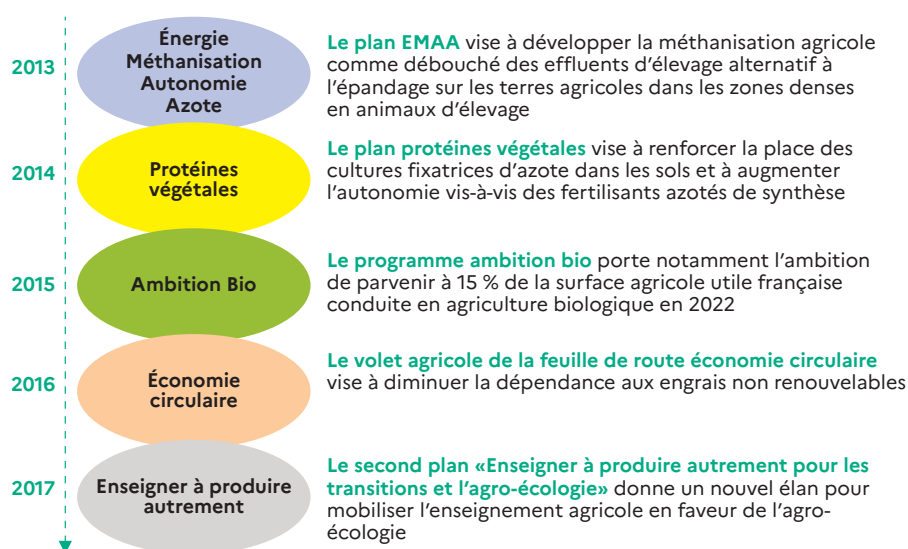 2013
Énergie
Méthanisation
Autonomie
Azote
Le plan EMAA vise à développer la méthanisation agricole
comme débouché des effluents d'élevage alternatif à
l'épandage sur les terres agricoles dans les zones denses
en animaux d'élevage
2014
Protéines
végétales
Le plan protéines végétales vise à renforcer la place des
cultures fixatrices d'azote dans les sols et à augmenter
l'autonomie vis-à-vis des fertilisants azotés de synthèse
2015
Ambition Bio
Le programme ambition bio porte notamment l'ambition
de parvenir à 15 % de la surface agricole utile française
conduite en agriculture biologique en 2022
2016
Économie
circulaire
Le volet agricole de la feuille de route économie circulaire
vise à diminuer la dépendance aux engrais non renouvelables
2017
Enseigner à produire
autrement
Le second plan «Enseigner à produire autrement pour les
transitions et l'agro-écologie» donne un nouvel élan pour
mobiliser l'enseignement agricole en faveur de l'agro-
écologie